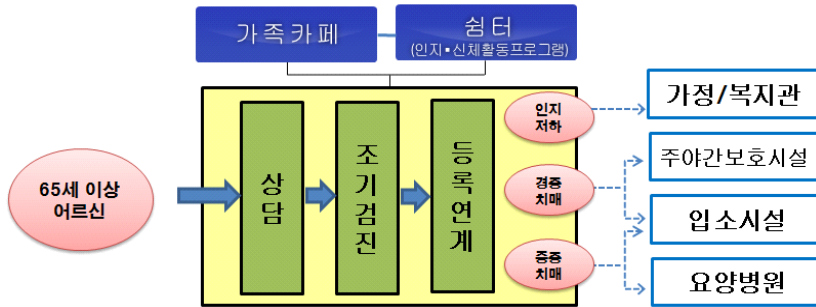 가족카페
쉼터
(인지▪신체활동프로그램)
65세 이상
어르신
상담
조기검진
등록연계
인지
저하
경증
치매
중증
치매
가정/복지관
주야간보호시설
입소시설
요양병원